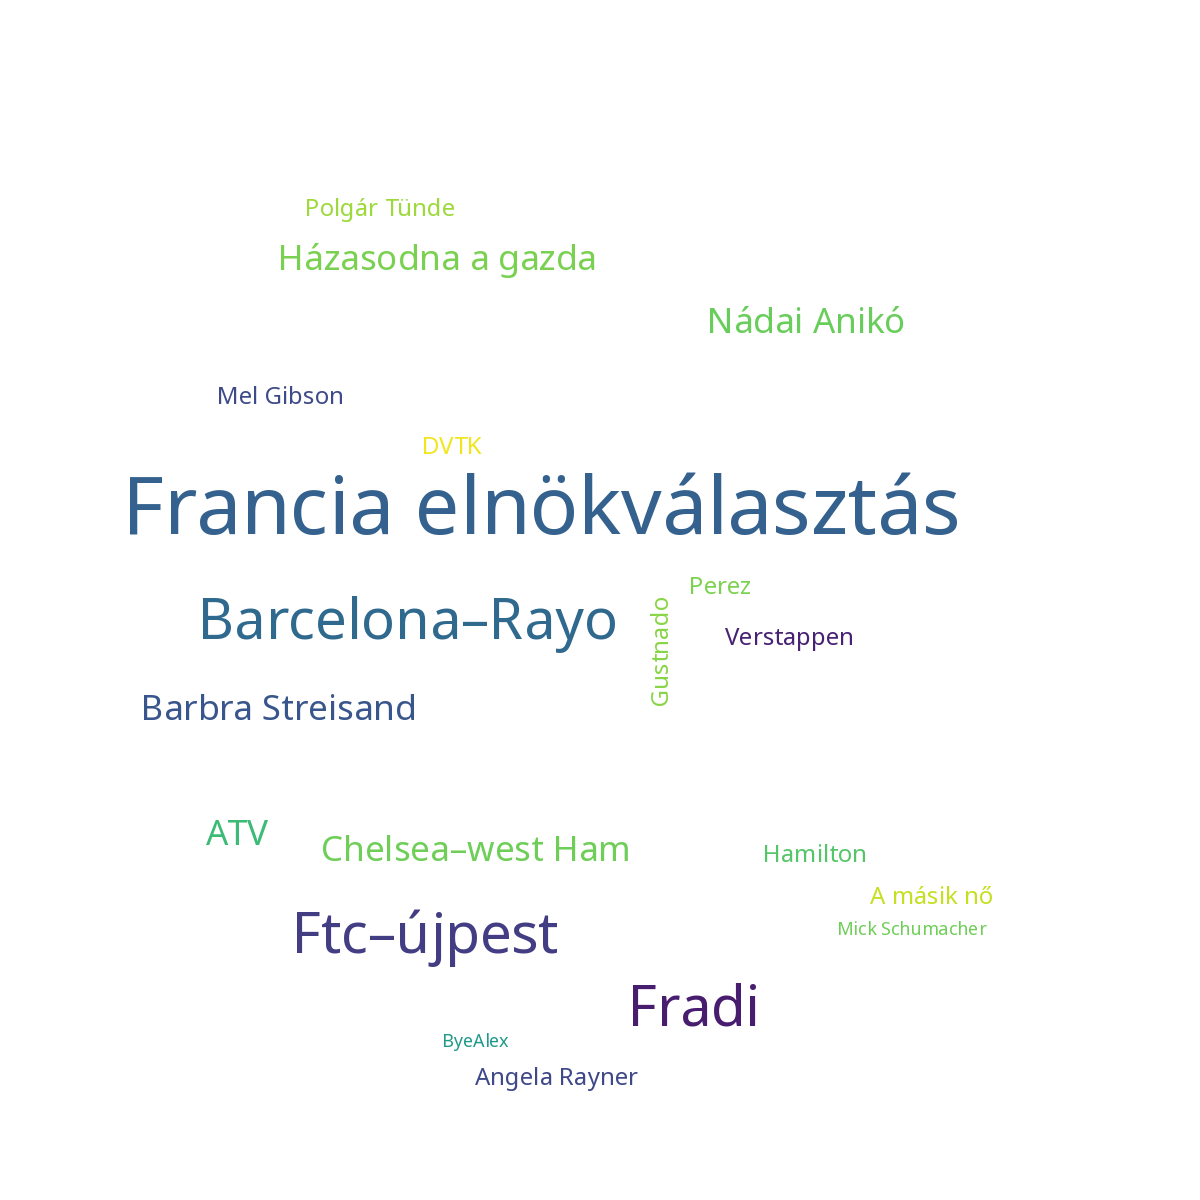 Polgár Tünde
Házasodna a gazda
Nádai Anikó
Mel Gibson
DVTK
Francia elnökválasztás
Perez
Barcelona–Rayo
Gustnado
Verstappen
Barbra Streisand
ATV
Chelsea–west Ham
Hamilton
A másik nő
Mick Schumacher
Ftc–újpest
Fradi
ByeAlex
Angela Rayner